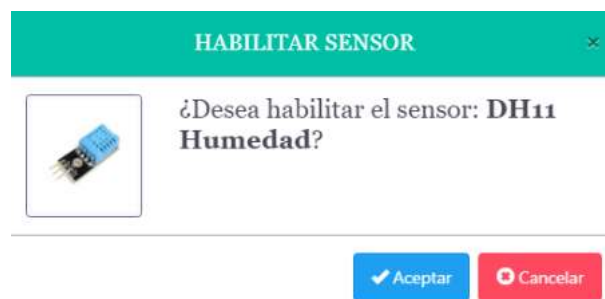 HABILITAR SENSOR
¿Desea habilitar el sensor: DH11
Humedad?
Aceptar
Cancelar